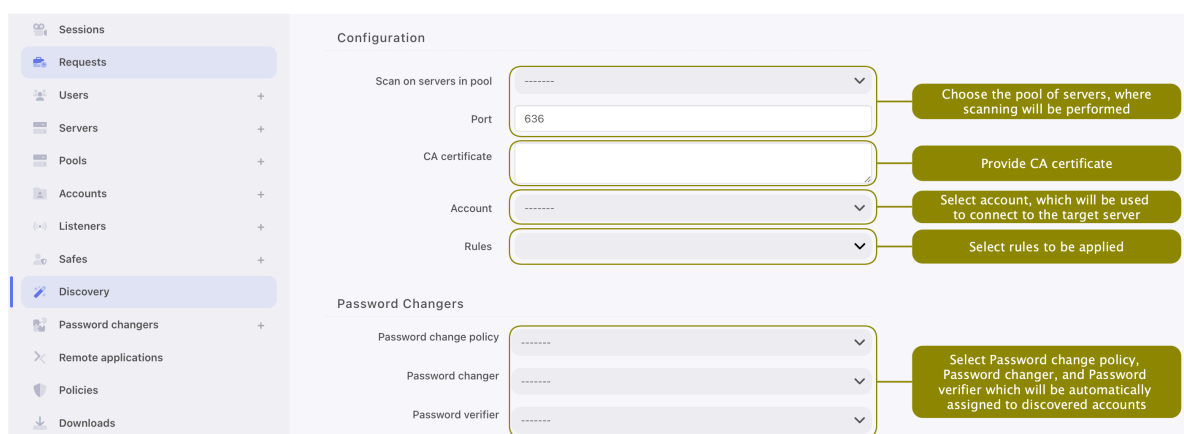 Sessions
Requests
Users +
Servers +
Pools +
Accounts +
Listeners +
Safes +
Discovery
Password changers +
Remote applications
Policies
Downloads
Configuration
Scan on servers in pool -------
Port 636
CA certificate
Account -------
Rules
Password Changers
Password change policy -------
Password changer -------
Password verifier -------
Choose the pool of servers, where
scanning will be performed
Provide CA certificate
Select account, which will be used
to connect to the target server
Select rules to be applied
Select Password change policy,
Password changer, and Password
verifier which will be automatically
assigned to discovered accounts